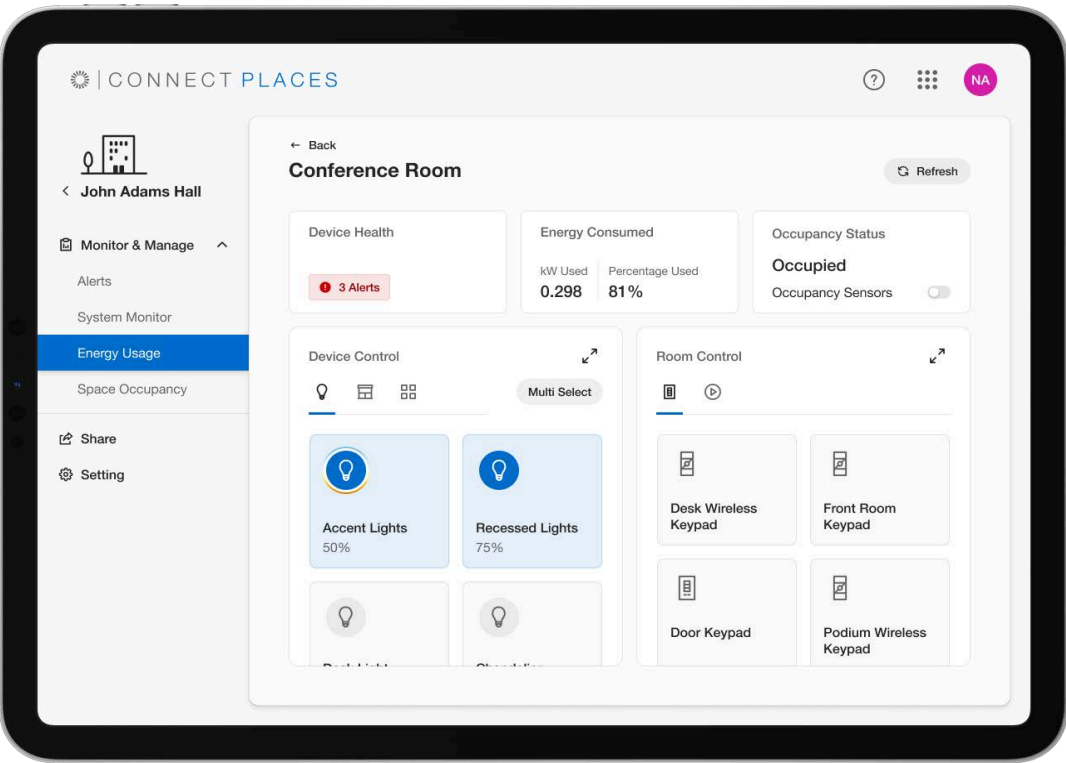 CONNECT PLACES
NA
John Adams Hall
Monitor & Manage
Alerts
System Monitor
Energy Usage
Space Occupancy
Share
Setting
Back
Conference Room
Refresh
Device Health
3 Alerts
Energy Consumed
kW Used
0.298
Percentage Used
81%
Occupancy Status
Occupied
Occupancy Sensors
Device Control
Multi Select
Accent Lights
50%
Recessed Lights
75%
Room Control
Desk Wireless
Keypad
Front Room
Keypad
Door Keypad
Podium Wireless
Keypad